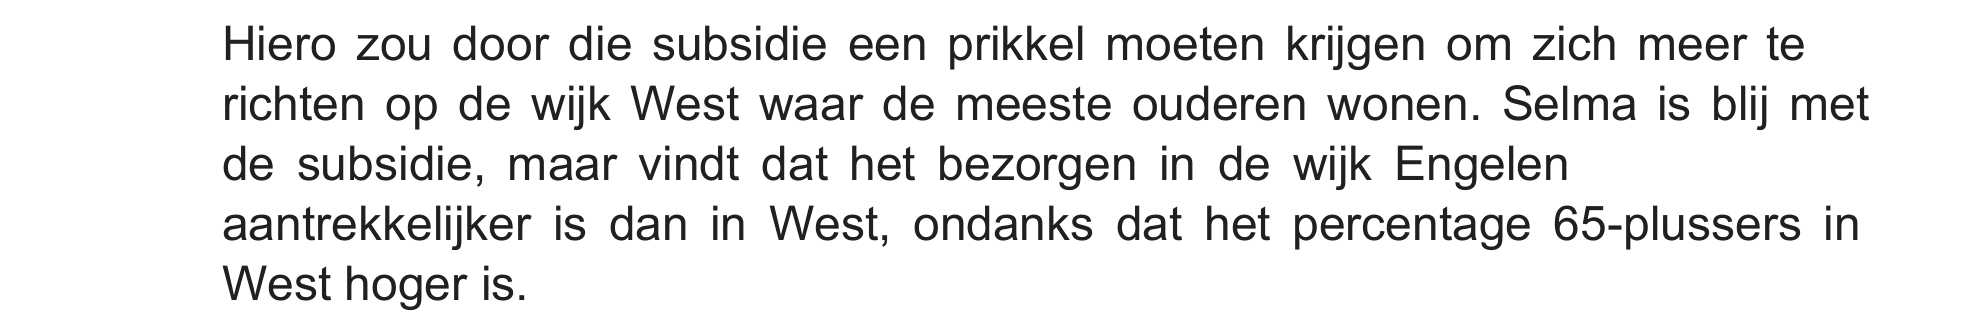 Hiero zou door die subsidie een prikkel moeten krijgen om zich meer te
richten op de wijk West waar de meeste ouderen wonen. Selma is blij met
de subsidie, maar vindt dat het bezorgen in de wijk Engelen
aantrekkelijker is dan in West, ondanks dat het percentage 65-plussers in
West hoger is.